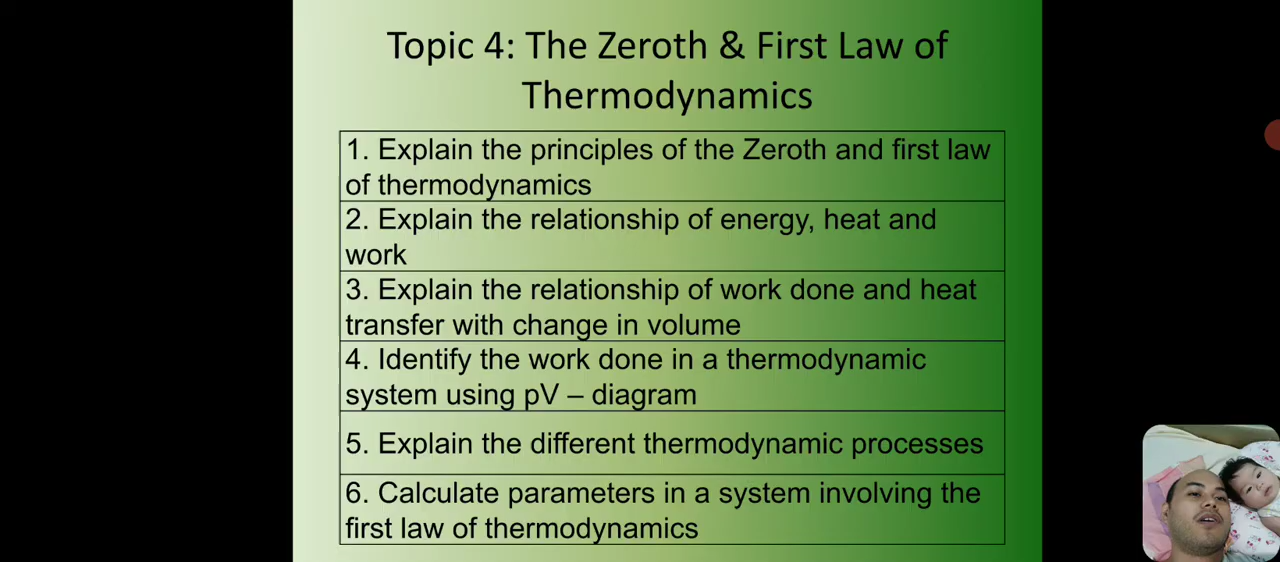 Topic 4: The Zeroth & First Law of
Thermodynamics
1. Explain the principles of the Zeroth and first law
of thermodynamics
2. Explain the relationship of energy, heat and
work
3. Explain the relationship of work done and heat
transfer with change in volume
4. Identify the work done in a thermodynamic
system using pV – diagram
5. Explain the different thermodynamic processes
6. Calculate parameters in a system involving the
first law of thermodynamics